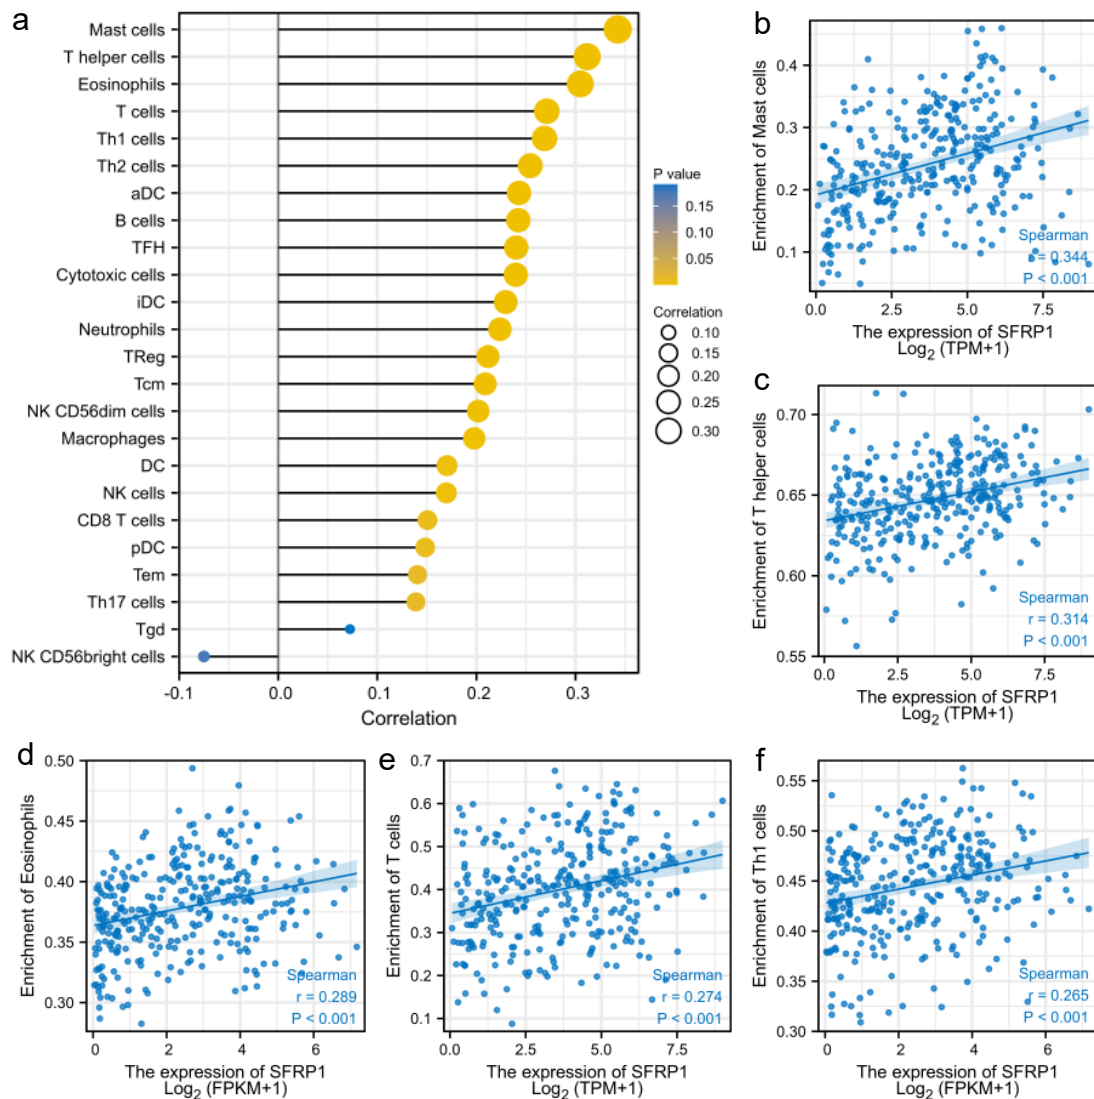 a
Mast cells
T helper cells
Eosinophils
T cells
Th1 cells
Th2 cells
aDC
B cells
TFH
Cytotoxic cells
iDC
Neutrophils
TReg
Tcm
NK CD56dim cells
Macrophages
DC
NK cells
CD8 T cells
pDC
Tem
Th17 cells
Tgd
NK CD56bright cells
-0.1 0.0 0.1 0.2 0.3
Correlation
P value
0.15
0.10
0.05
Correlation
0.10
0.15
0.20
0.25
0.30
b
Enrichment of Mast cells
0.4
0.3
0.2
0.1
Spearman
r = 0.344
P < 0.001
0.0 2.5 5.0 7.5
The expression of SFRP1
Log2 (TPM+1)
c
Enrichment of T helper cells
0.70
0.65
0.60
0.55
Spearman
r = 0.314
P < 0.001
0.0 2.5 5.0 7.5
The expression of SFRP1
Log2 (TPM+1)
d
Enrichment of Eosinophils
0.50
0.45
0.40
0.35
0.30
Spearman
r = 0.289
P < 0.001
0 2 4 6
The expression of SFRP1
Log2 (FPKM+1)
e
Enrichment of T cells
0.7
0.6
0.5
0.4
0.3
0.2
0.1
Spearman
r = 0.274
P < 0.001
0.0 2.5 5.0 7.5
The expression of SFRP1
Log2 (TPM+1)
f
Enrichment of Th1 cells
0.55
0.50
0.45
0.40
0.35
0.30
Spearman
r = 0.265
P < 0.001
0 2 4 6
The expression of SFRP1
Log2 (FPKM+1)